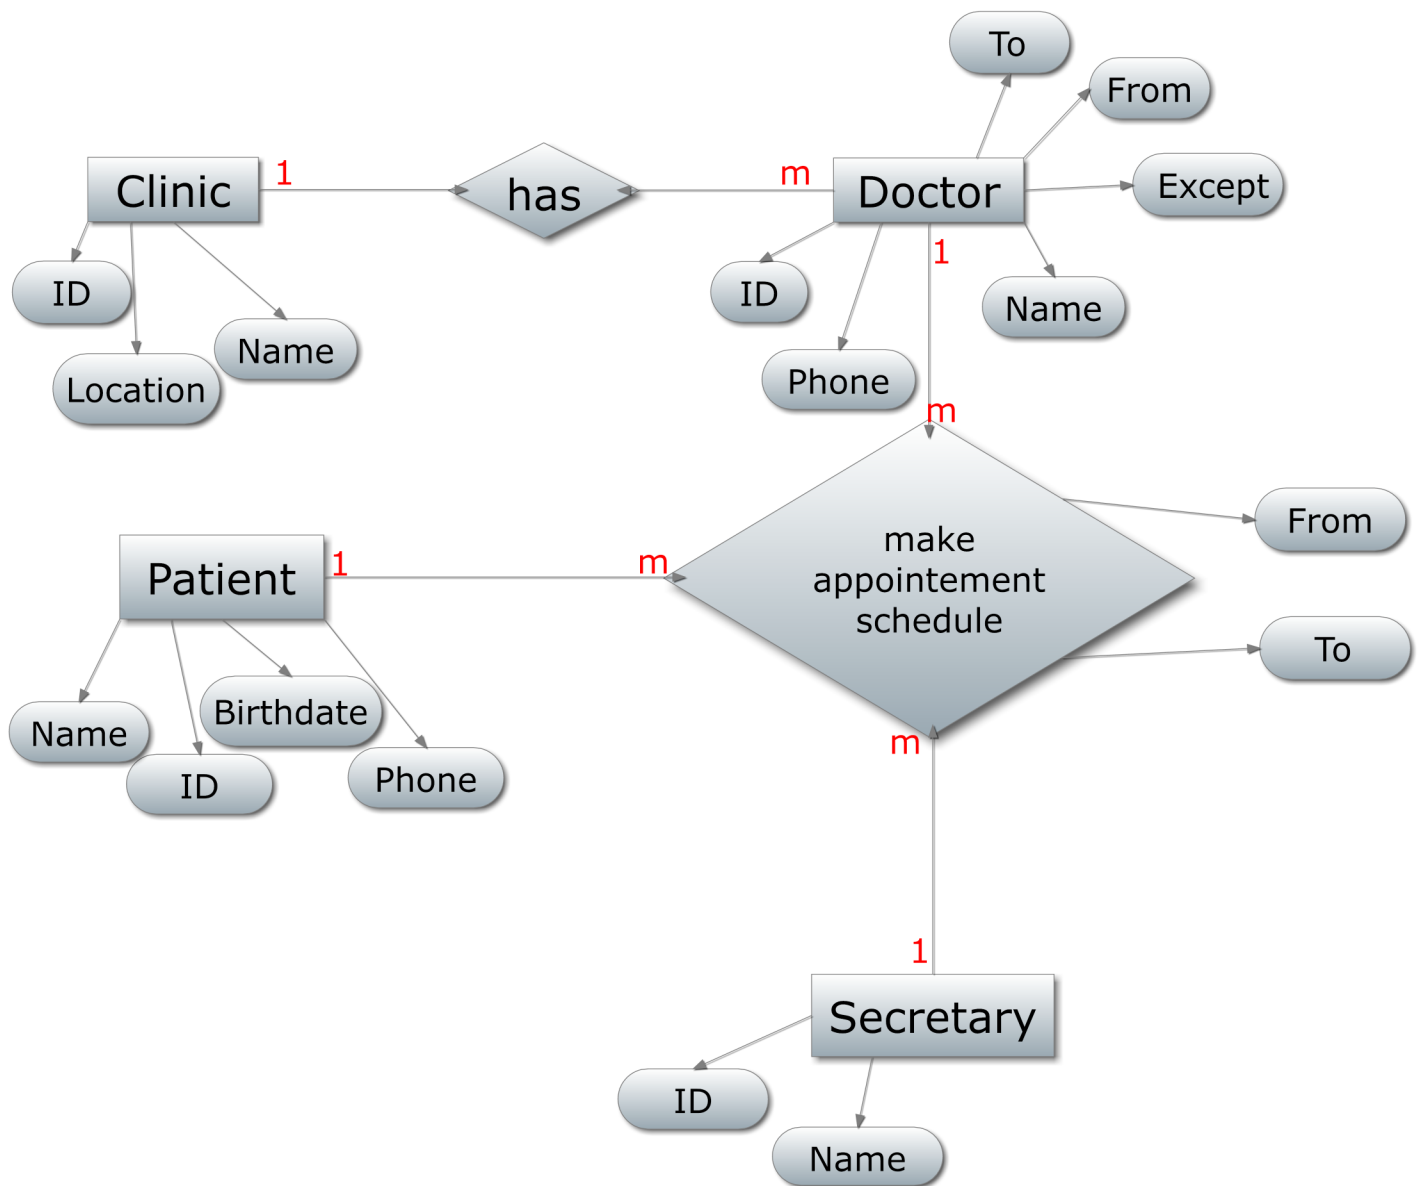 To
From
Clinic
1
has
m
Doctor
Except
1
ID
Location
Name
ID
Phone
Name
m
make
appointement
schedule
From
To
Patient
1
m
Name
ID
Birthdate
Phone
m
1
Secretary
ID
Name